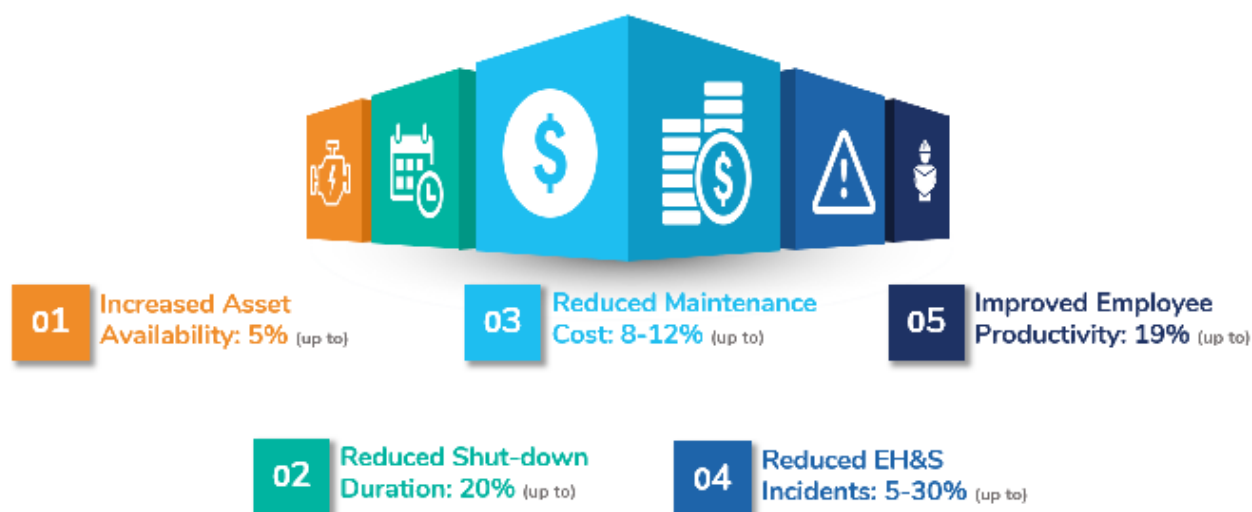 01
Increased Asset
Availability: 5% (up to)
03
Reduced Maintenance
Cost: 8-12% (up to)
05
Improved Employee
Productivity: 19% (up to)
02
Reduced Shut-down
Duration: 20% (up to)
04
Reduced EH&S
Incidents: 5-30% (up to)